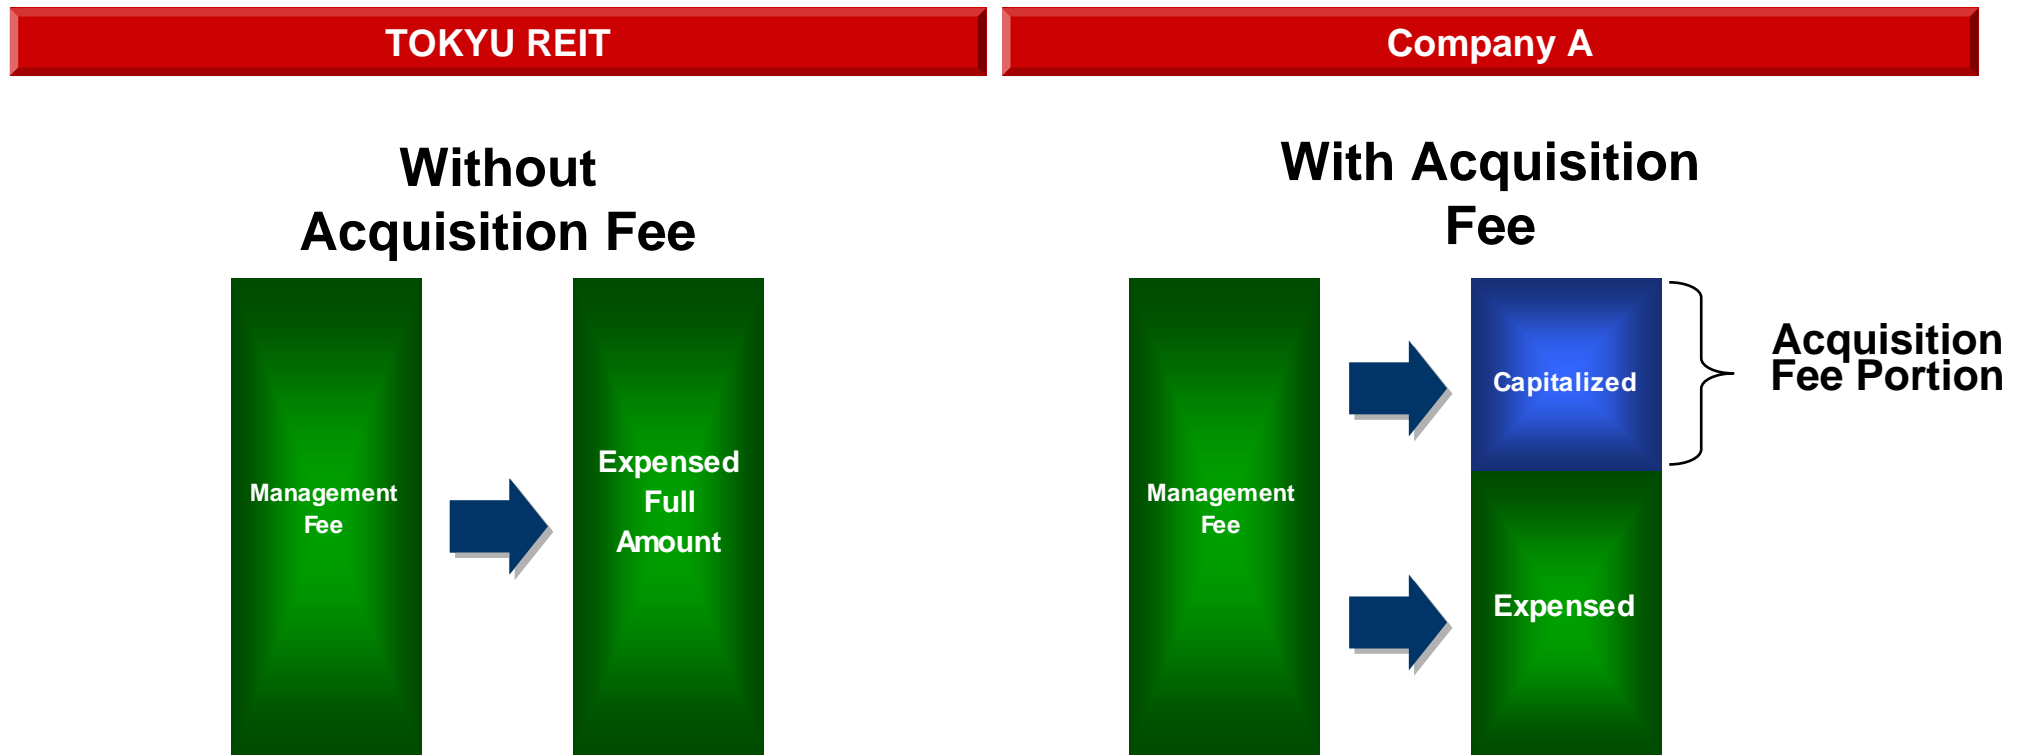 TOKYU REIT
Without
Acquisition Fee
Management
Fee
Expensed
Full
Amount
Company A
With Acquisition
Fee
Management
Fee
Capitalized
Expensed
Acquisition
Fee Portion